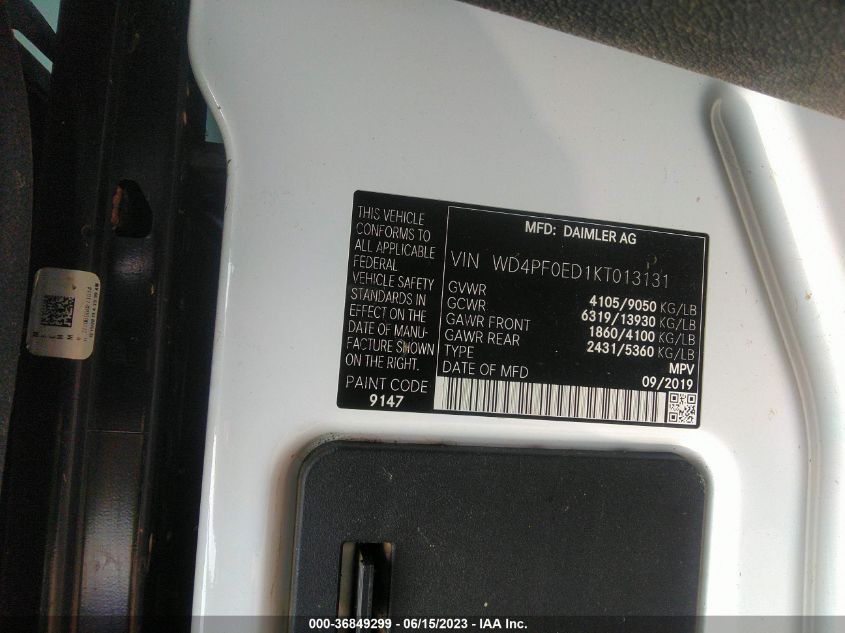 THIS VEHICLE
CONFORMS TO
ALL APPLICABLE
FEDERAL
VEHICLE SAFETY
STANDARDS IN
EFFECT ON THE
DATE OF MANU-
FACTURE SHOWN
ON THE RIGHT.
PAINT CODE
9147
MFD: DAIMLER AG
VIN WD4PF0ED1KT013131
GVWR 4105/9050 KG/LB
GCWR 6319/13930 KG/LB
GAWR FRONT 1860/4100 KG/LB
GAWR REAR 2431/5360 KG/LB
TYPE MPV
DATE OF MFD 09/2019
000-36849299 - 06/15/2023 - IAA Inc.